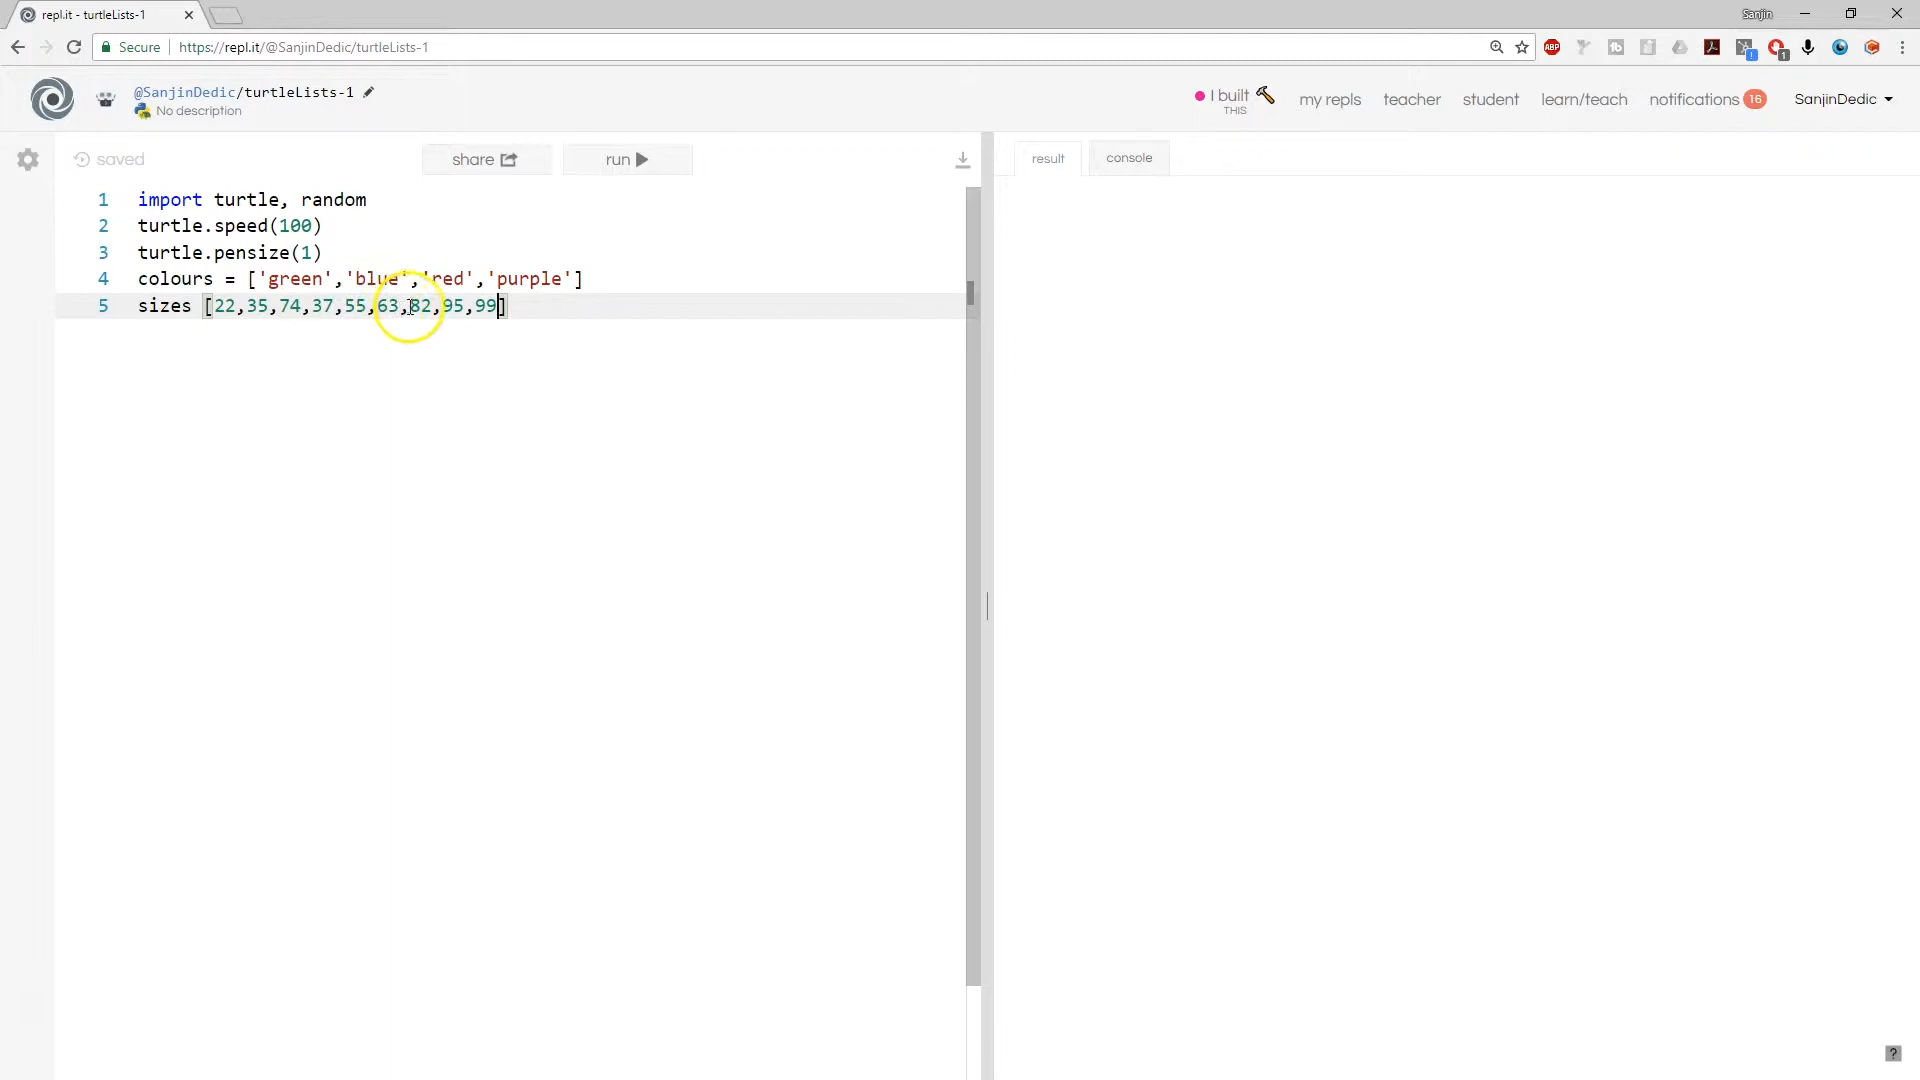 repl.it - turtleLists-1
Sanjin
Secure
https://repl.it/@SanjinDedic/turtleLists-1
ABP
1
@SanjinDedic/turtleLists-1
No description
I built
THIS
my repls
teacher
student
learn/teach
notifications 16
SanjinDedic
saved
share
run
result
console
1 import turtle, random
2 turtle.speed(100)
3 turtle.pensize(1)
4 colours = ['green','blue','red','purple']
5 sizes [22,35,74,37,55,63,82,95,99]
?